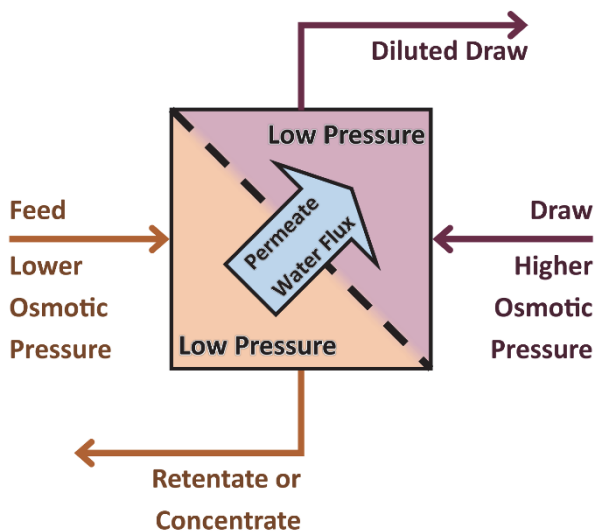 Diluted Draw
Low Pressure
Feed
Lower
Osmotic
Pressure
Permeate
Water Flux
Draw
Higher
Osmotic
Pressure
Low Pressure
Retentate or
Concentrate